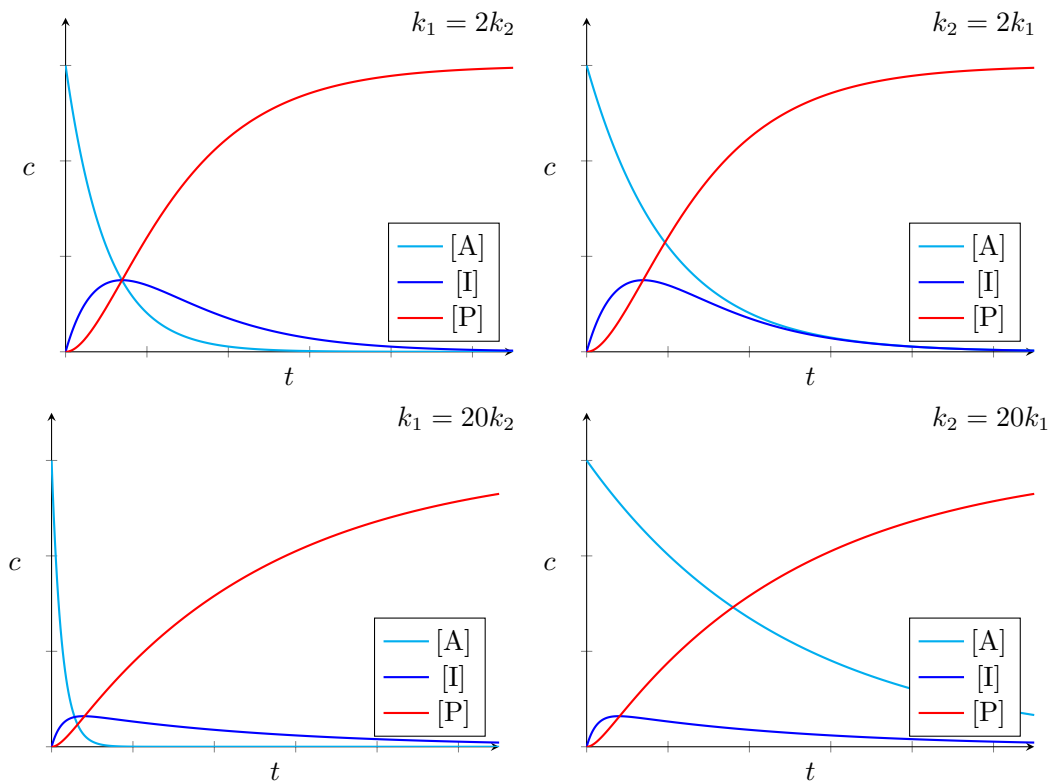 k₁ = 2k₂
c
[A]
[I]
[P]
t
k₂ = 2k₁
c
[A]
[I]
[P]
t
k₁ = 20k₂
c
[A]
[I]
[P]
t
k₂ = 20k₁
c
[A]
[I]
[P]
t